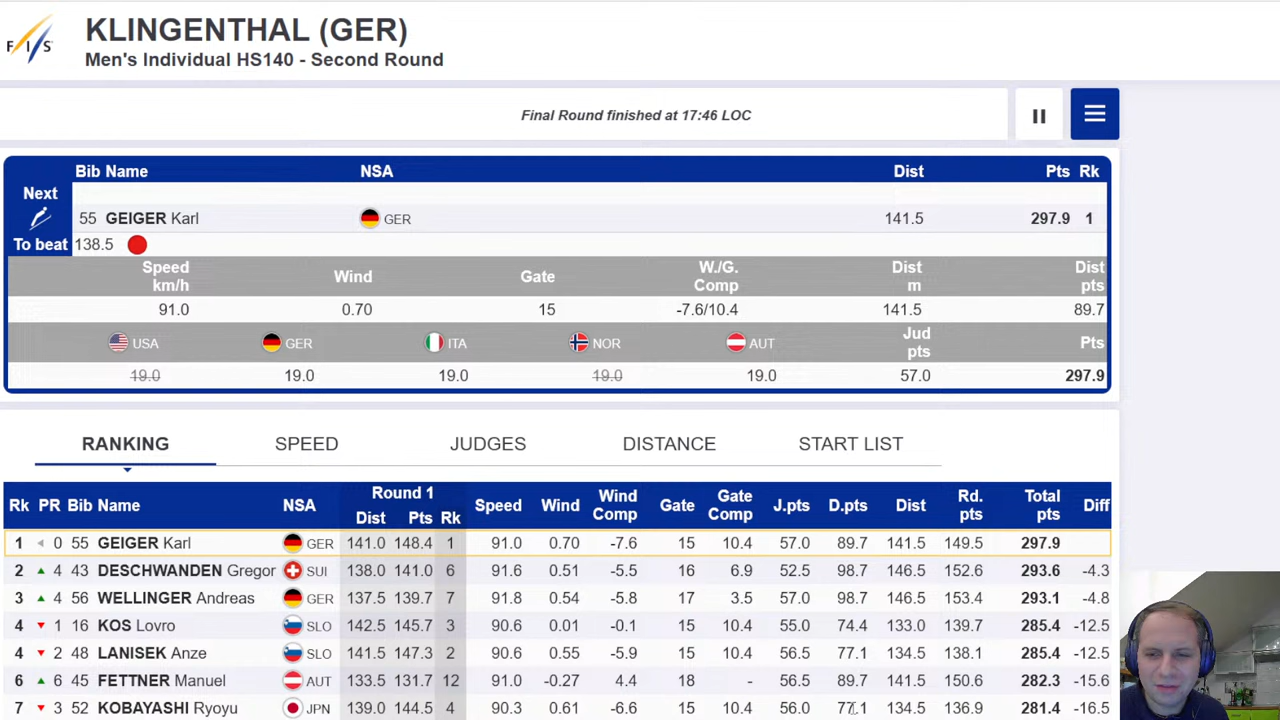 FIS
KLINGENTHAL (GER)
Men's Individual HS140 - Second Round
Final Round finished at 17:46 LOC
Bib Name NSA Dist Pts Rk
Next
55 GEIGER Karl GER 141.5 297.9 1
To beat 138.5
Speed km/h Wind Gate W./G. Comp Dist m Dist pts
91.0 0.70 15 -7.6/10.4 141.5 89.7
USA GER ITA NOR AUT Jud pts Pts
19.0 19.0 19.0 19.0 19.0 57.0 297.9
RANKING SPEED JUDGES DISTANCE START LIST
Round 1
Rk PR Bib Name NSA Dist Pts Rk Speed Wind Wind Comp Gate Gate Comp J.pts D.pts Dist Rd. pts Total pts Diff
1 0 55 GEIGER Karl GER 141.0 148.4 1 91.0 0.70 -7.6 15 10.4 57.0 89.7 141.5 149.5 297.9
2 4 43 DESCHWANDEN Gregor SUI 138.0 141.0 6 91.6 0.51 -5.5 16 6.9 52.5 98.7 146.5 152.6 293.6 -4.3
3 4 56 WELLINGER Andreas GER 137.5 139.7 7 91.8 0.54 -5.8 17 3.5 57.0 98.7 146.5 153.4 293.1 -4.8
4 1 16 KOS Lovro SLO 142.5 145.7 3 90.6 0.01 -0.1 15 10.4 55.0 74.4 133.0 139.7 285.4 -12.5
4 2 48 LANISEK Anze SLO 141.5 147.3 2 90.6 0.55 -5.9 15 10.4 56.5 77.1 134.5 138.1 285.4 -12.5
6 6 45 FETTNER Manuel AUT 133.5 131.7 12 91.0 -0.27 4.4 18 - 56.5 89.7 141.5 150.6 282.3 -15.6
7 3 52 KOBAYASHI Ryoyu JPN 139.0 144.5 4 90.3 0.61 -6.6 15 10.4 56.0 77.1 134.5 136.9 281.4 -16.5